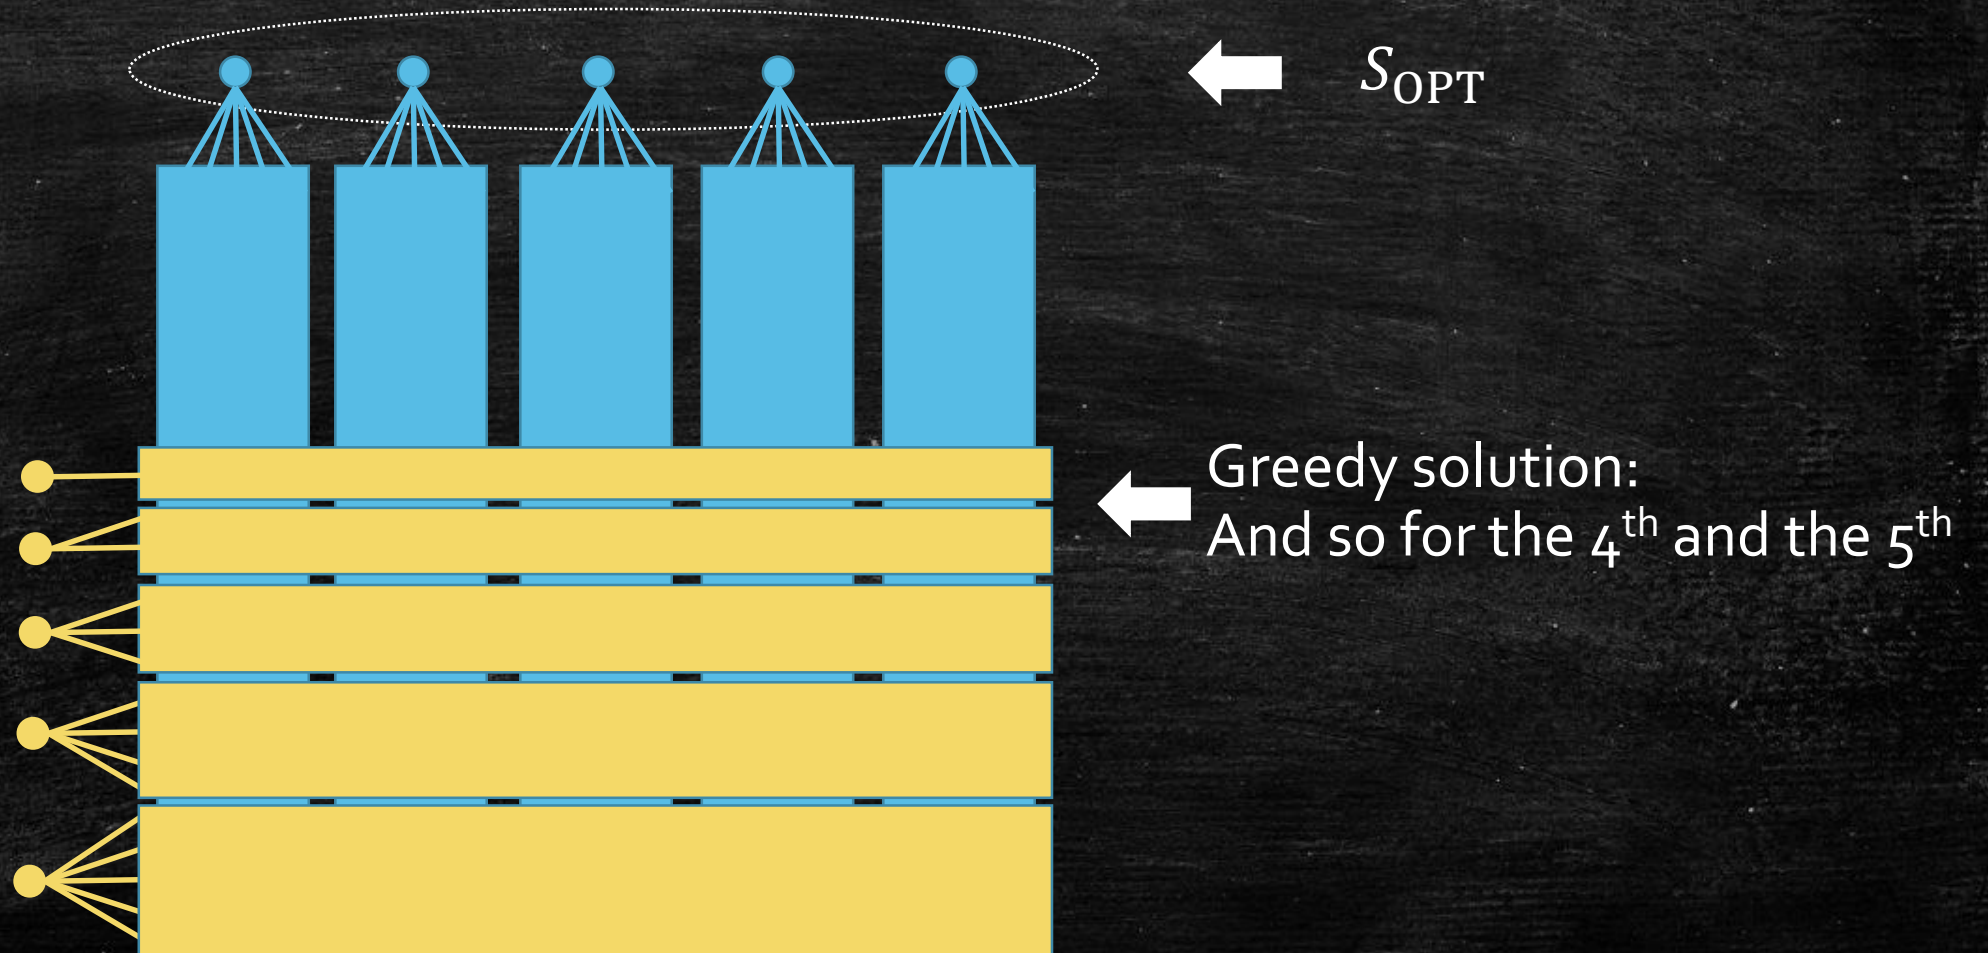 S_OPT
Greedy solution:
And so for the 4th and the 5th